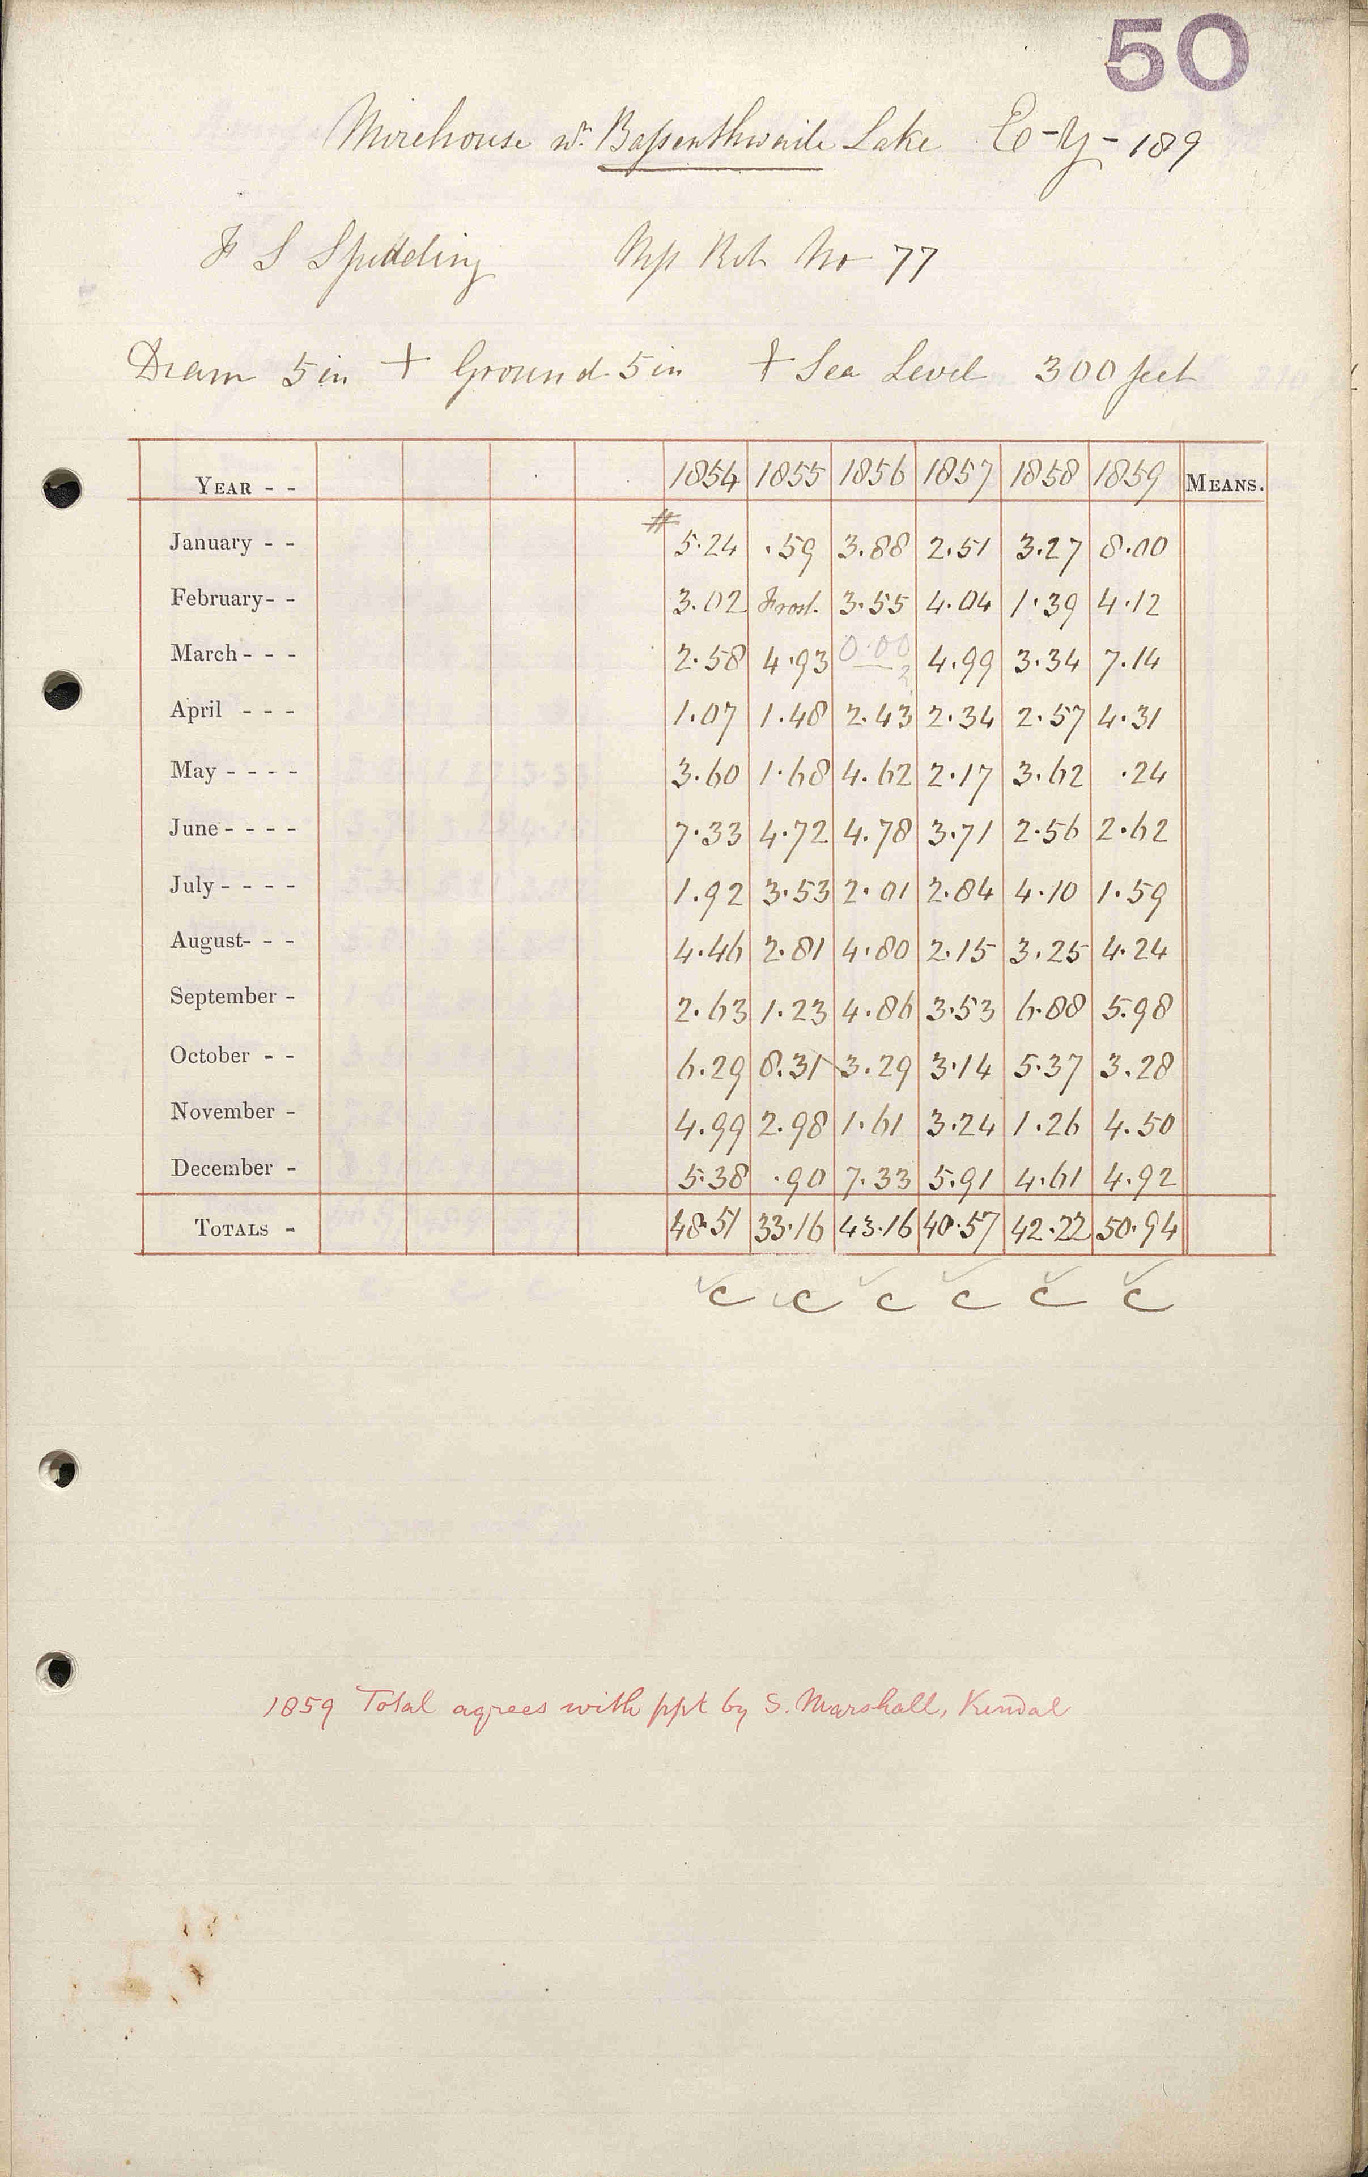 50
Mirehouse nr. Bassenthwaite Lake E-y-189
F S Spedding Mp Ret No 77
Diam 5 in + Ground 5 in + Sea Level 300 feet
YEAR - - 1854 1855 1856 1857 1858 1859 MEANS.
#
January - - 5.24 .59 3.88 2.51 3.27 8.00
February- - 3.02 Frost. 3.55 4.04 1.39 4.12
March - - - 2.58 4.93 0.00 ? 4.99 3.34 7.14
April - - - 1.07 1.48 2.43 2.34 2.57 4.31
May - - - - 3.60 1.68 4.62 2.17 3.62 .24
June - - - - 7.33 4.72 4.78 3.71 2.56 2.62
July - - - - 1.92 3.53 2.01 2.84 4.10 1.59
August- - - 4.46 2.81 4.80 2.15 3.25 4.24
September - 2.63 1.23 4.86 3.53 6.88 5.98
October - - 6.29 8.31 3.29 3.14 5.37 3.28
November - 4.99 2.98 1.61 3.24 1.26 4.50
December - 5.38 .90 7.33 5.91 4.61 4.92
TOTALS - 48.51 33.16 43.16 40.57 42.22 50.94
c c c c c c
1859 Total agrees with ppt by S. Marshall, Kendal